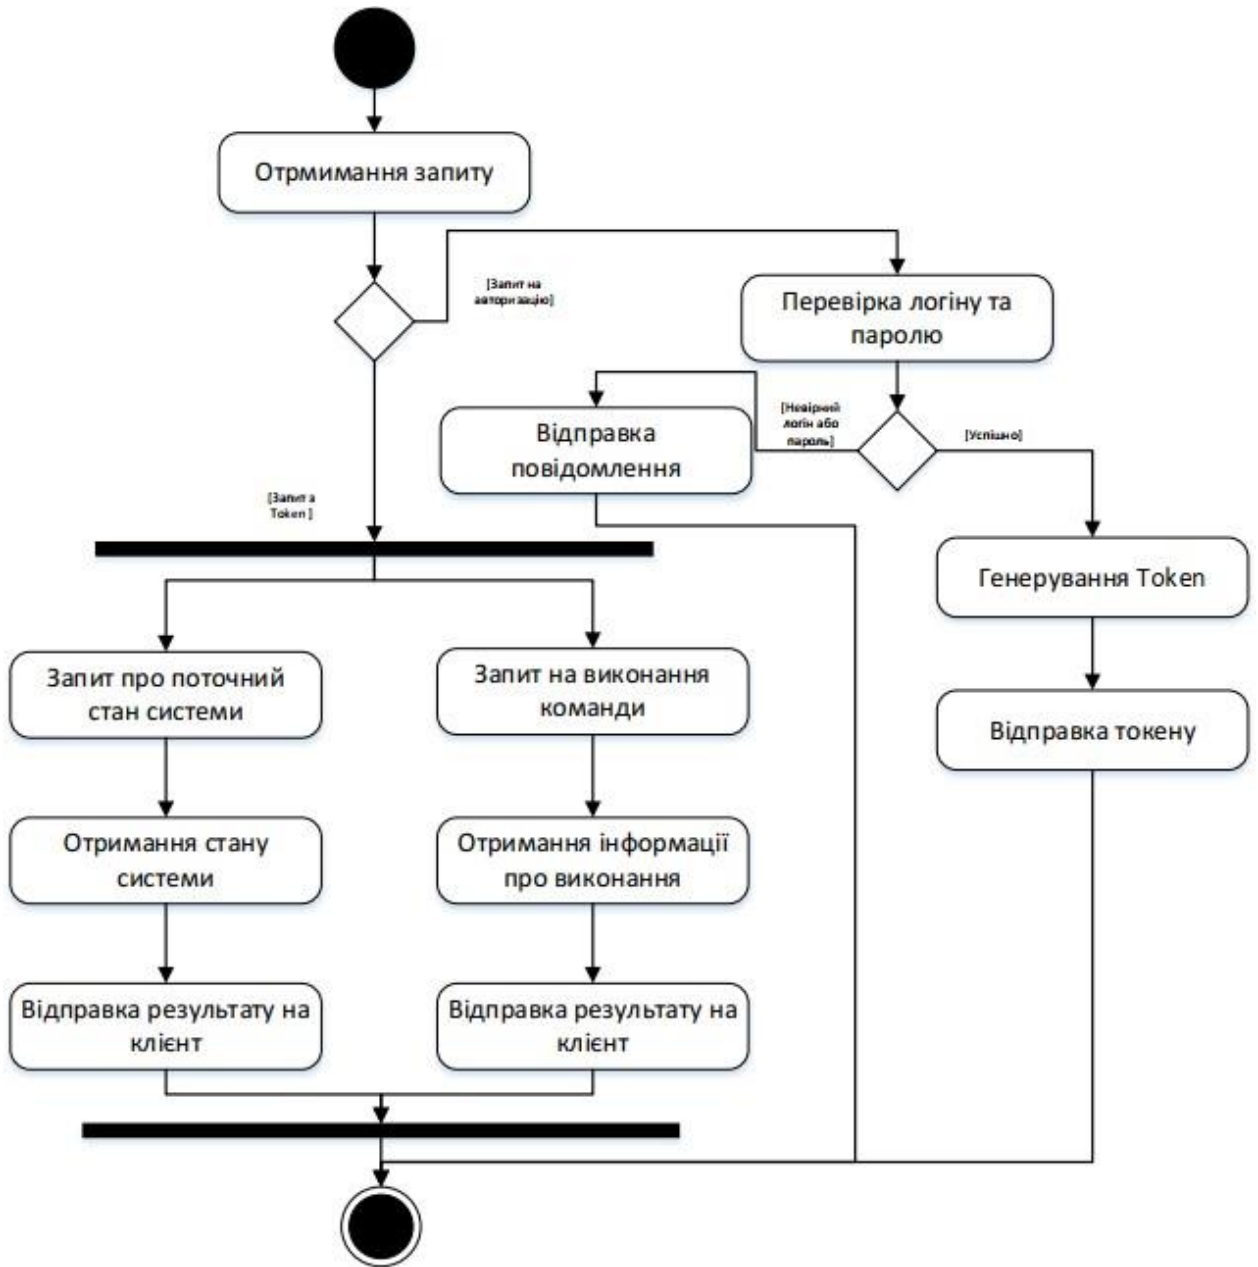 Отрмимання запиту
[Запит на
авторизацію]
Перевірка логіну та
паролю
[Невірний
логін або
пароль]
[Успішно]
Відправка
повідомлення
[Запит з
Token ]
Генерування Token
Запит про поточний
стан системи
Запит на виконання
команди
Відправка токену
Отримання стану
системи
Отримання інформації
про виконання
Відправка результату на
клієнт
Відправка результату на
клієнт